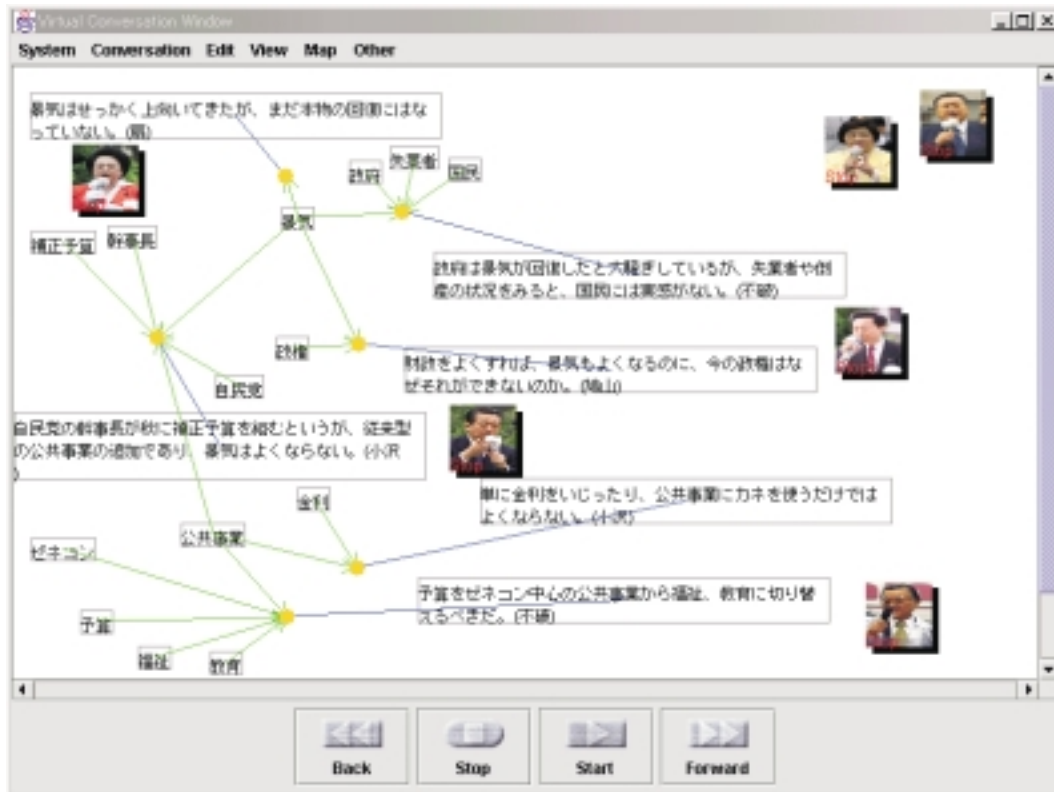 Virtual Conversation Window
System Conversation Edit View Map Other
景気はせっかく上向いてきたが、まだ本物の回復にはな
っていない。(扇)
失業者
政府
国民
景気
補正予算
幹事長
政府は景気が回復したと大騒ぎしているが、失業者や倒
産の状況をみると、国民には実感がない。(不破)
政権
財政をよくすれば、景気もよくなるのに、今の政権はな
ぜそれができないのか。(鳩山)
自民党
自民党の幹事長が秋に補正予算を組むというが、従来型
の公共事業の追加であり、景気はよくならない。(小沢
)
金利
単に金利をいじったり、公共事業にカネを使うだけでは
よくならない。(小沢)
公共事業
ゼネコン
予算をゼネコン中心の公共事業から福祉、教育に切り替
えるべきだ。(不破)
予算
福祉
教育
Stop
Stop
Back Stop Start Forward